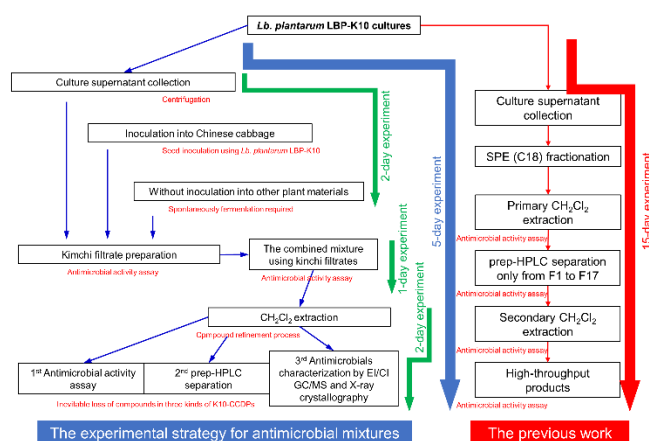 Lb. plantarum LBP-K10 cultures
Culture supernatant collection
Centrifugation
Inoculation into Chinese cabbage
Seed inoculation using Lb. plantarum LBP-K10
Without inoculation into other plant materials
Spontaneously fermentation required
Kimchi filtrate preparation
Antimicrobial activity assay
The combined mixture
using kimchi filtrates
Antimicrobial activity assay
CH2Cl2 extraction
Compound refinement process
1st Antimicrobial activity
assay
2nd prep-HPLC
separation
3rd Antimicrobials
characterization by EI/CI
GC/MS and X-ray
crystallography
Inevitable loss of compounds in three kinds of K10-CCDPs
The experimental strategy for antimicrobial mixtures
2-day experiment
1-day experiment
2-day experiment
5-day experiment
Culture supernatant
collection
SPE (C18) fractionation
Primary CH2Cl2
extraction
Antimicrobial activity assay
prep-HPLC separation
only from F1 to F17
Antimicrobial activity assay
Secondary CH2Cl2
extraction
Antimicrobial activity assay
High-throughput
products
Antimicrobial activity assay
15-day experiment
The previous work